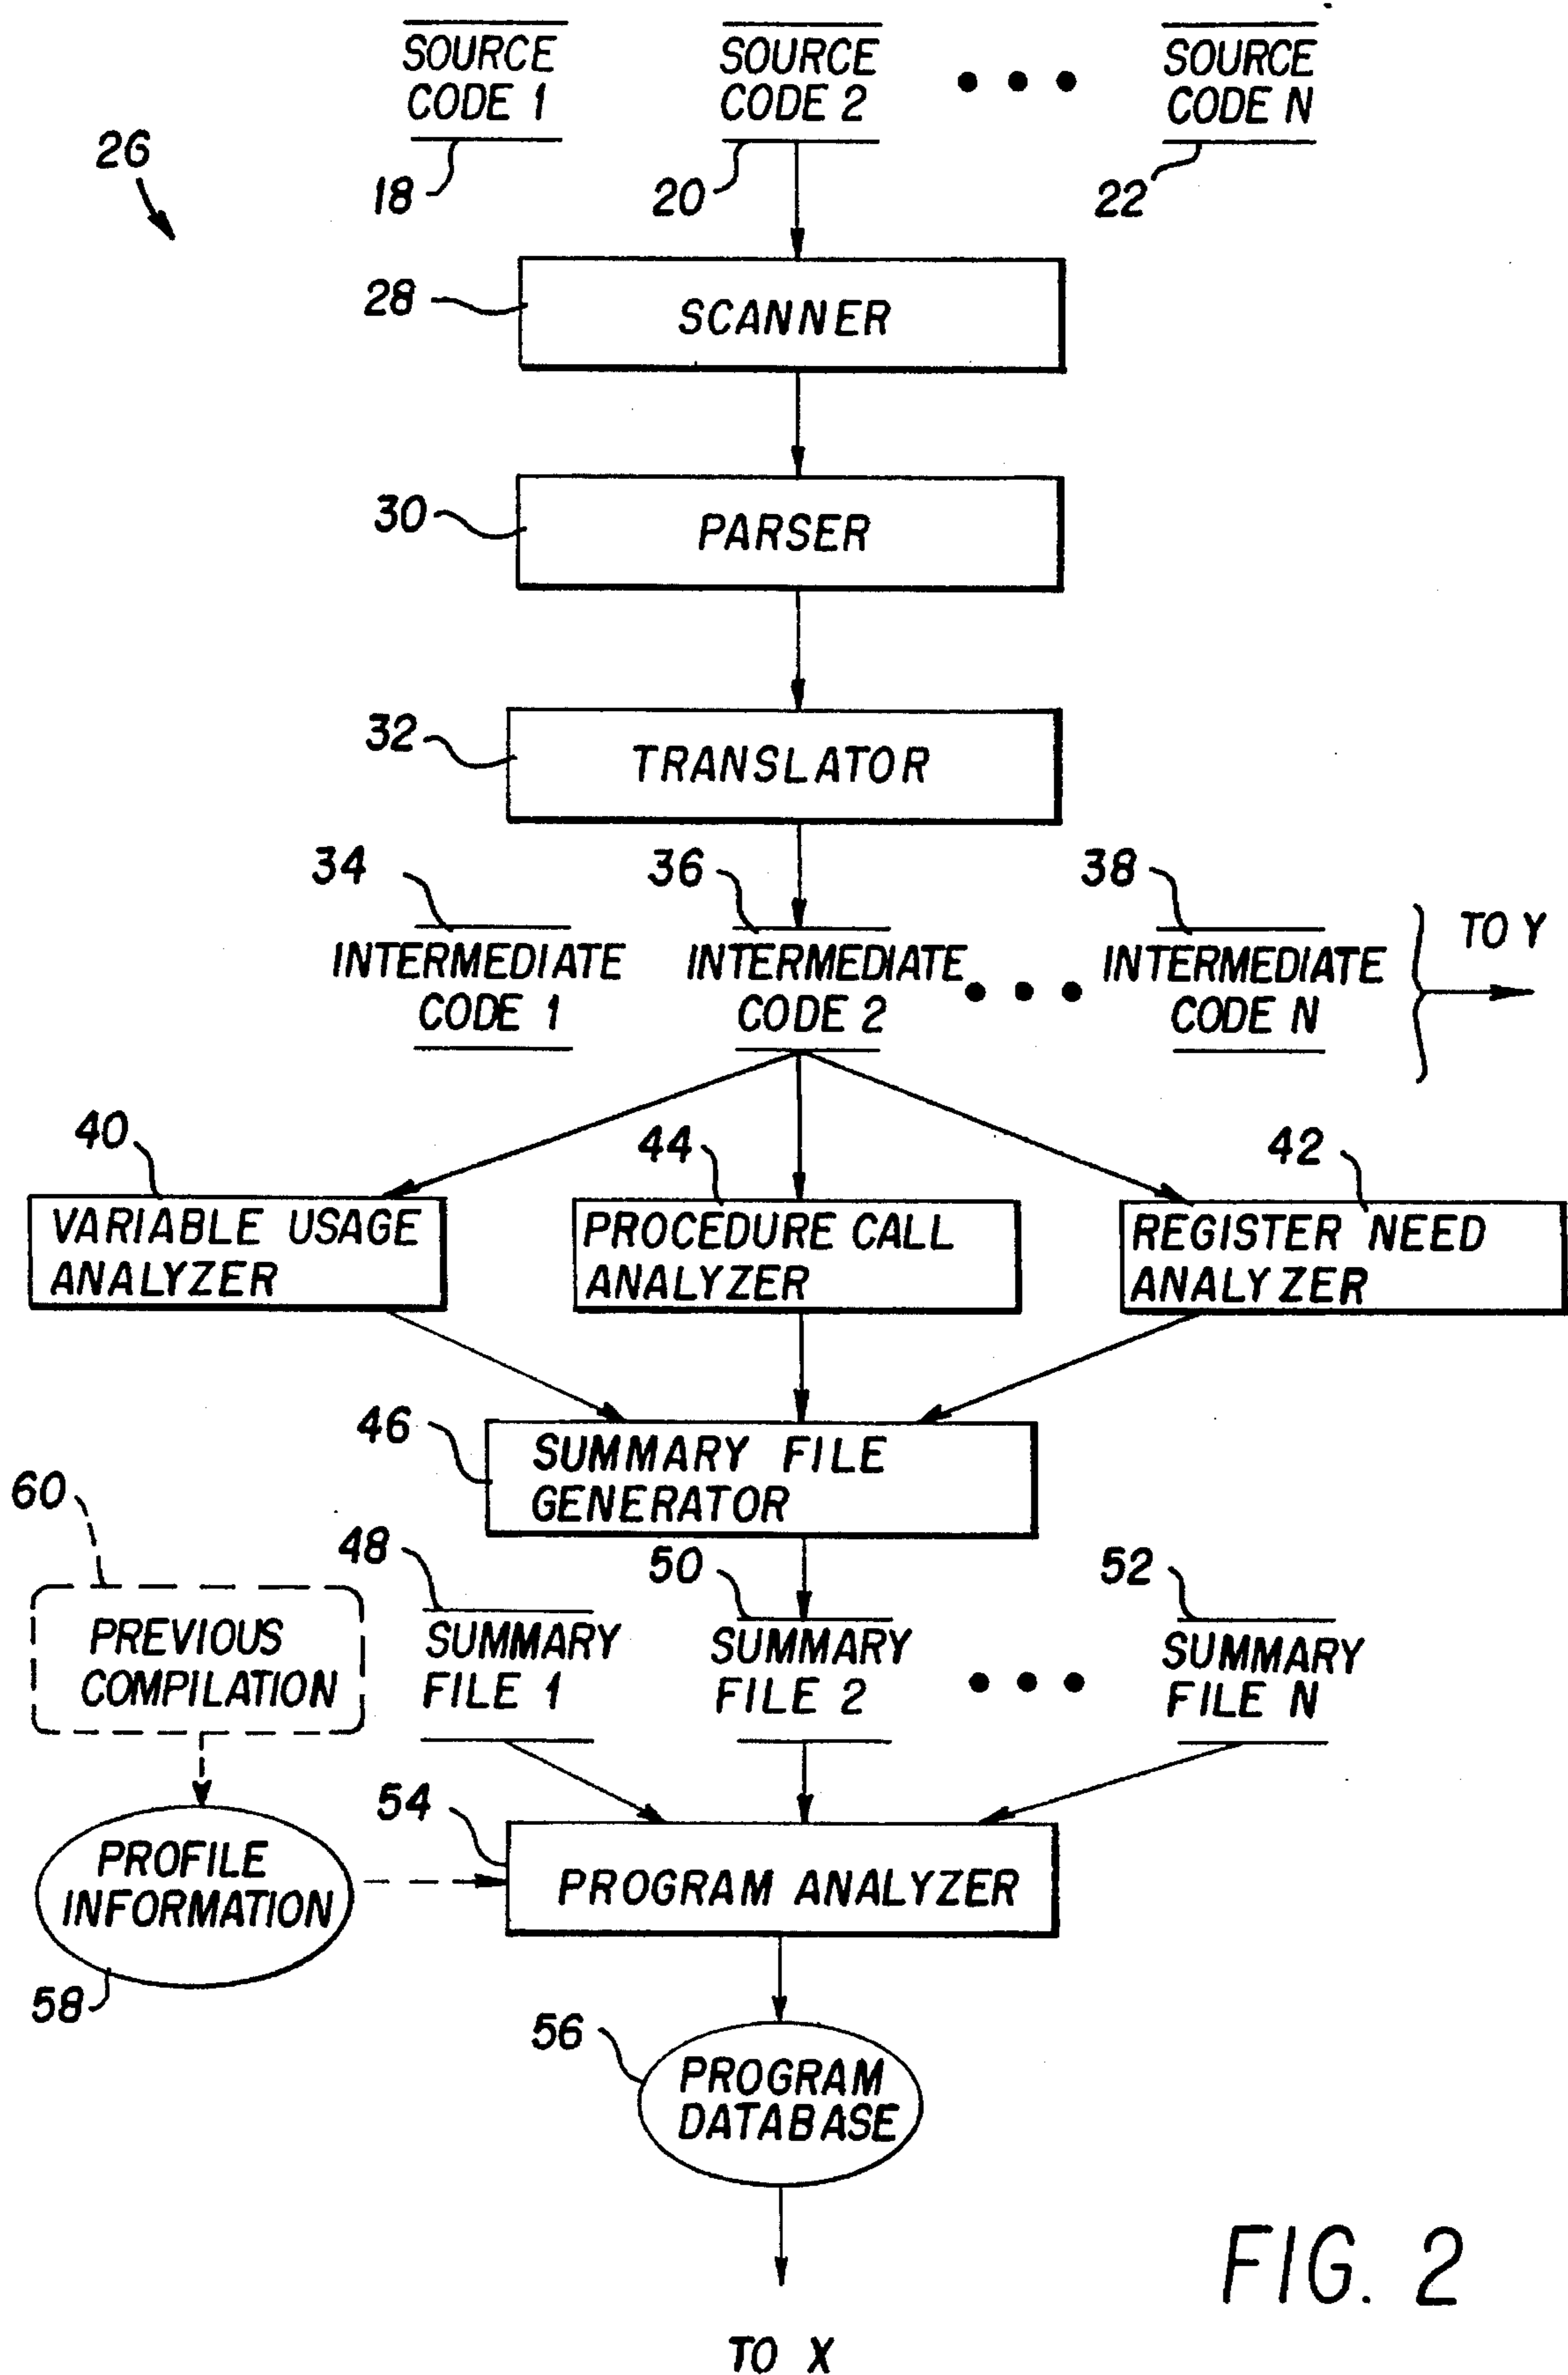 SOURCE
CODE 1
SOURCE
CODE 2
SOURCE
CODE N
26
18
20
22
28
SCANNER
30
PARSER
32
TRANSLATOR
34
36
38
INTERMEDIATE
CODE 1
INTERMEDIATE
CODE 2
INTERMEDIATE
CODE N
TO Y
40
44
42
VARIABLE USAGE
ANALYZER
PROCEDURE CALL
ANALYZER
REGISTER NEED
ANALYZER
46
SUMMARY FILE
GENERATOR
60
48
50
52
PREVIOUS
COMPILATION
SUMMARY
FILE 1
SUMMARY
FILE 2
SUMMARY
FILE N
54
PROFILE
INFORMATION
PROGRAM ANALYZER
58
56
PROGRAM
DATABASE
FIG. 2
TO X